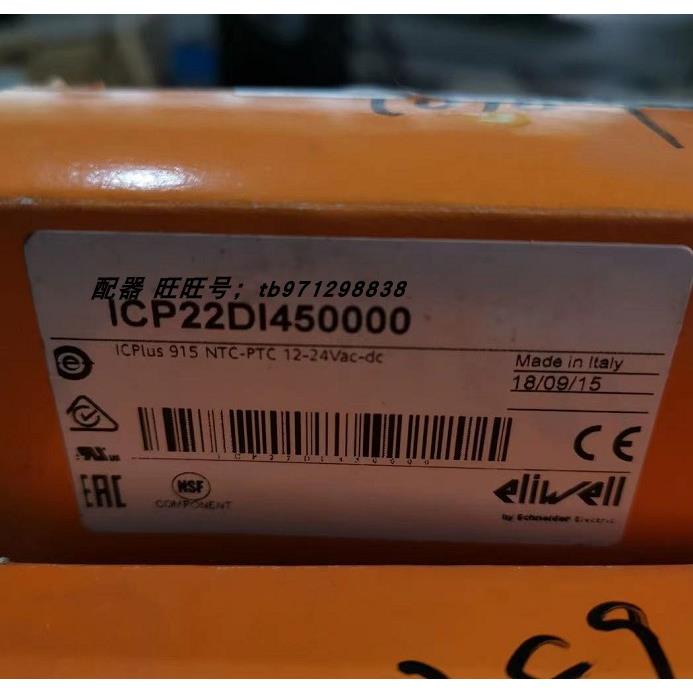 配器 旺旺号；tb971298838
ICP22DI450000
ICPlus 915 NTC-PTC 12-24Vac-dc
Made in Italy
18/09/15
CE
EAC
NSF
COMPONENT
eliwell
by Schneider Electric